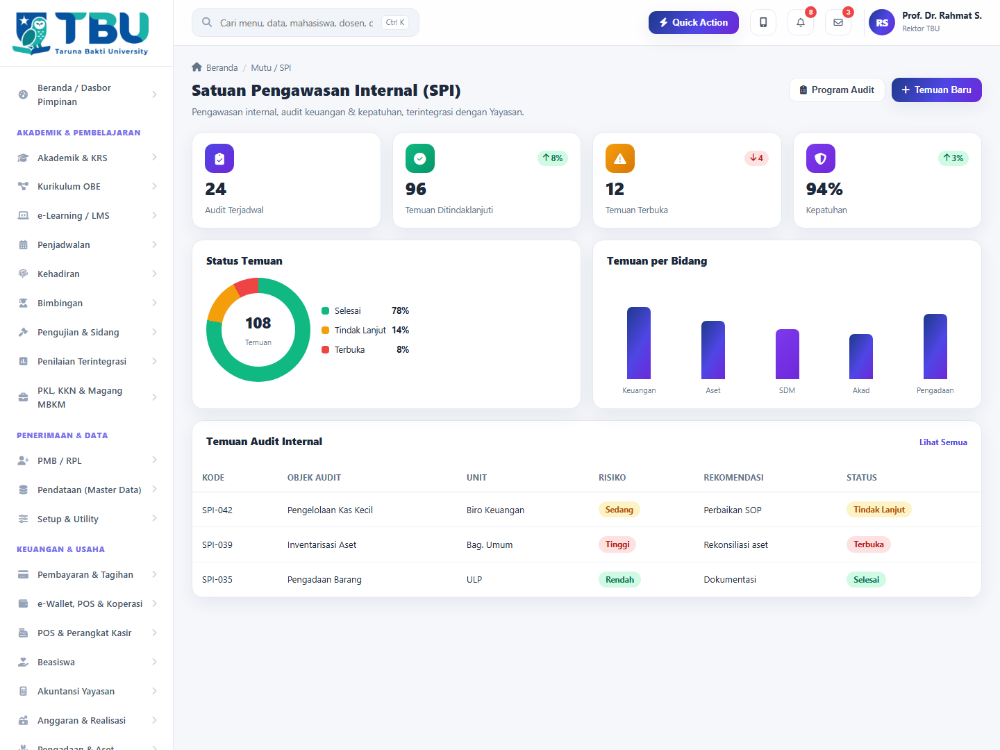 TBU
Taruna Bakti University
Cari menu, data, mahasiswa, dosen, c
Ctrl K
Quick Action
8
3
RS
Prof. Dr. Rahmat S.
Rektor TBU
Beranda / Dasbor
Pimpinan
AKADEMIK & PEMBELAJARAN
Akademik & KRS
Kurikulum OBE
e-Learning / LMS
Penjadwalan
Kehadiran
Bimbingan
Pengujian & Sidang
Penilaian Terintegrasi
PKL, KKN & Magang
MBKM
PENERIMAAN & DATA
PMB / RPL
Pendataan (Master Data)
Setup & Utility
KEUANGAN & USAHA
Pembayaran & Tagihan
e-Wallet, POS & Koperasi
POS & Perangkat Kasir
Beasiswa
Akuntansi Yayasan
Anggaran & Realisasi
Pengadaan & Aset
Beranda / Mutu / SPI
Satuan Pengawasan Internal (SPI)
Pengawasan internal, audit keuangan & kepatuhan, terintegrasi dengan Yayasan.
Program Audit
+ Temuan Baru
24
Audit Terjadwal
↑8%
96
Temuan Ditindaklanjuti
↓4
12
Temuan Terbuka
↑3%
94%
Kepatuhan
Status Temuan
108
Temuan
Selesai 78%
Tindak Lanjut 14%
Terbuka 8%
Temuan per Bidang
Keuangan Aset SDM Akad Pengadaan
Temuan Audit Internal
Lihat Semua
KODE OBJEK AUDIT UNIT RISIKO REKOMENDASI STATUS
SPI-042 Pengelolaan Kas Kecil Biro Keuangan Sedang Perbaikan SOP Tindak Lanjut
SPI-039 Inventarisasi Aset Bag. Umum Tinggi Rekonsiliasi aset Terbuka
SPI-035 Pengadaan Barang ULP Rendah Dokumentasi Selesai